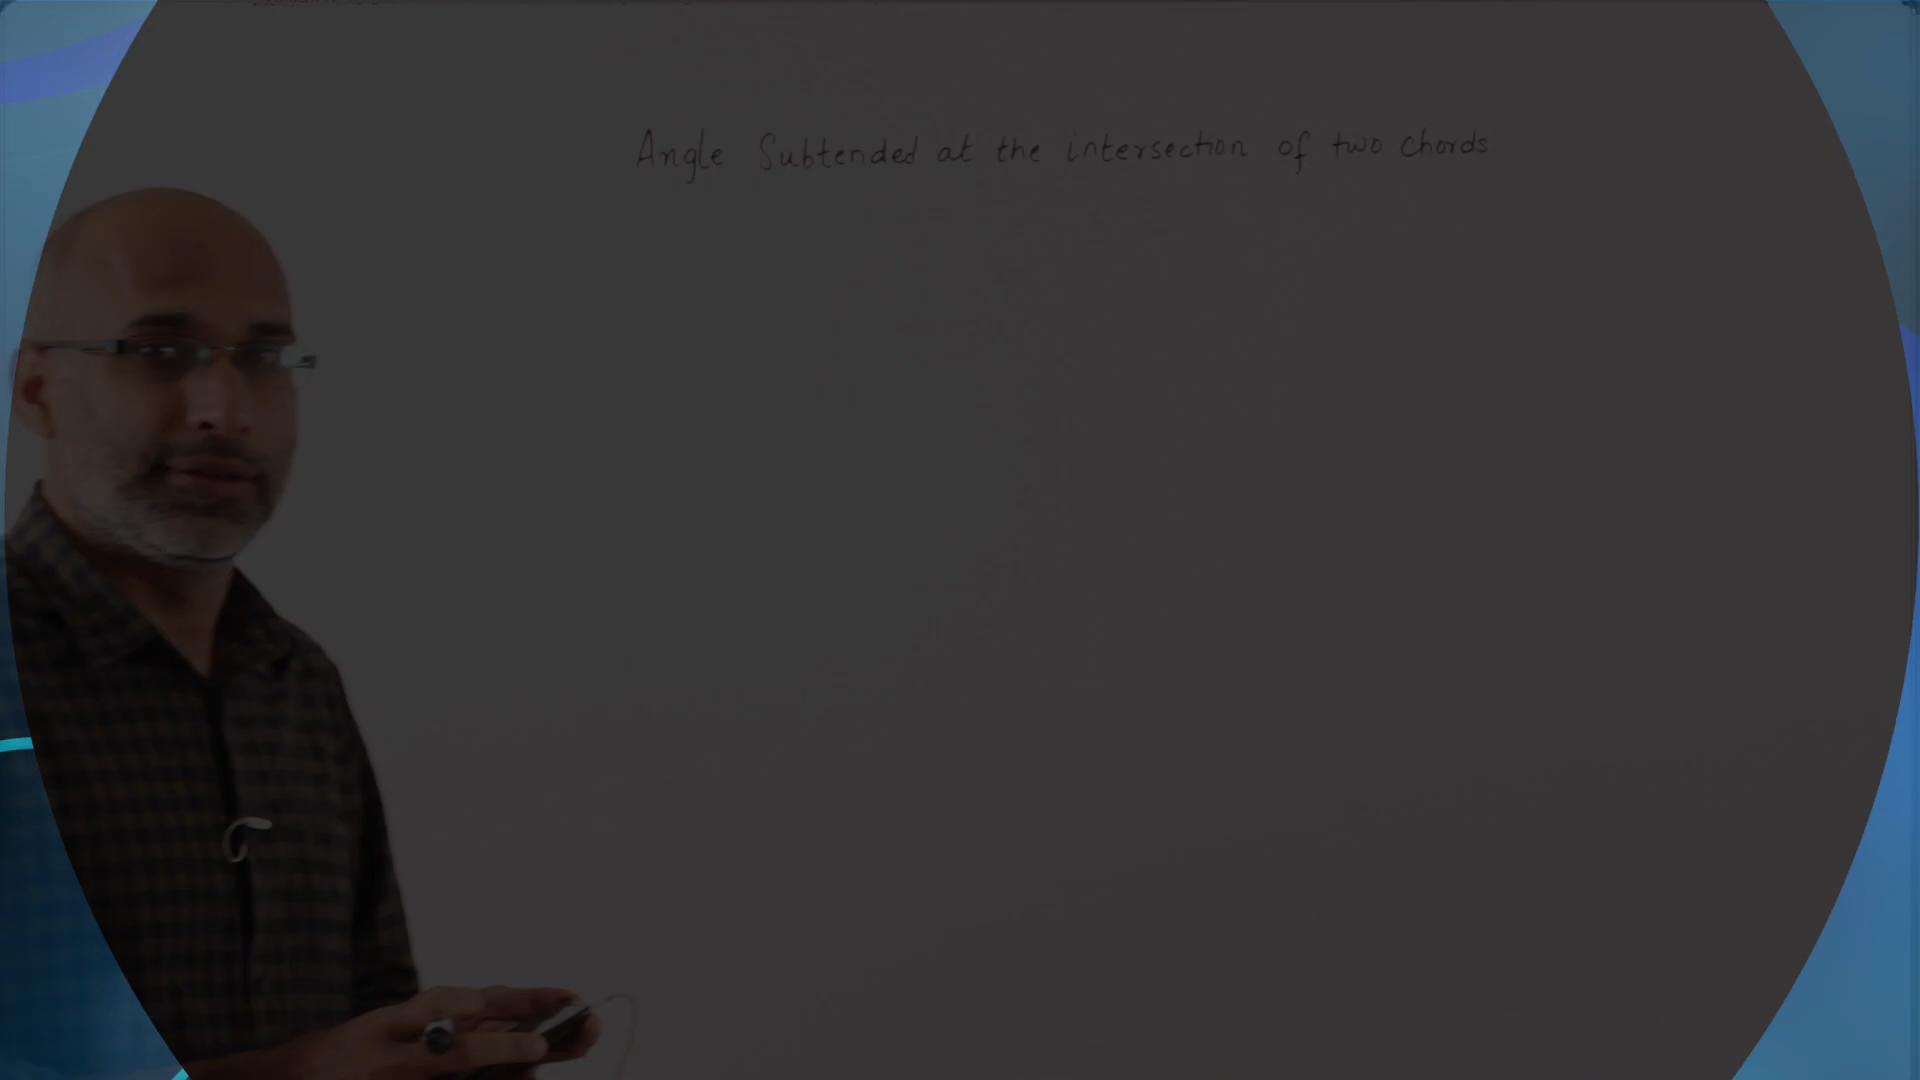 Angle Subtended at the intersection of two chords